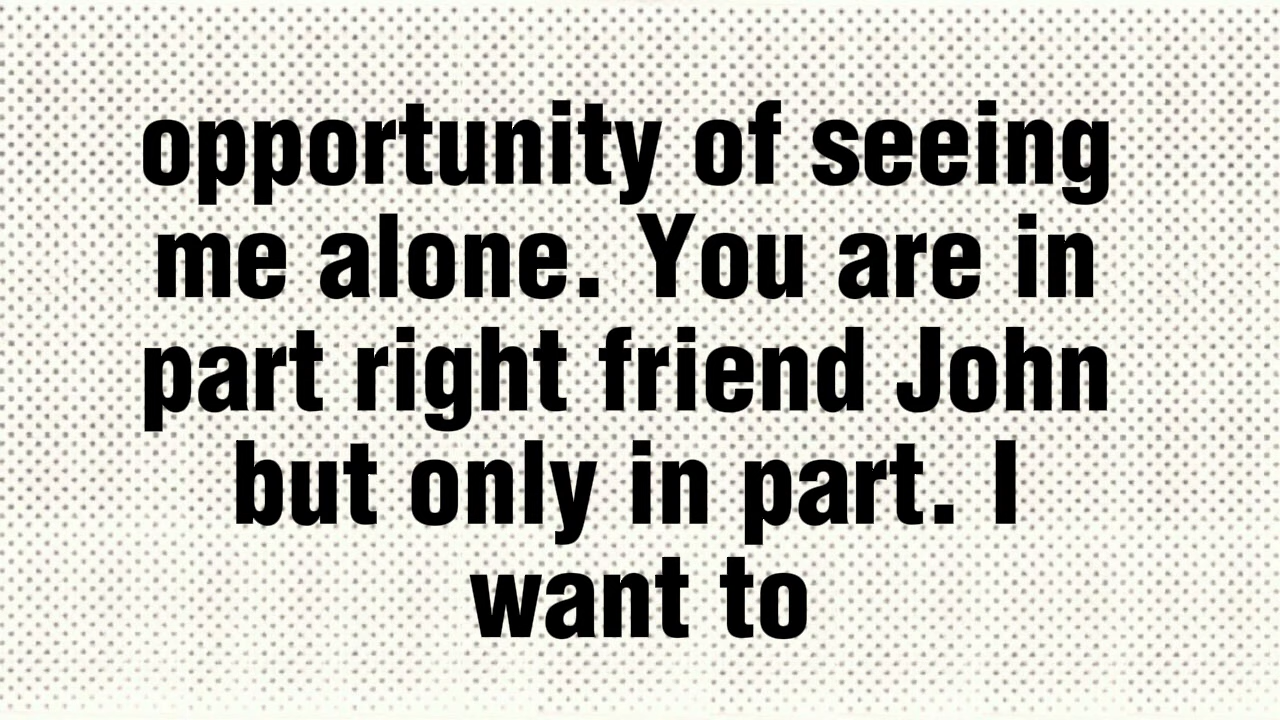 opportunity of seeing
me alone. You are in
part right friend John
but only in part. I
want to